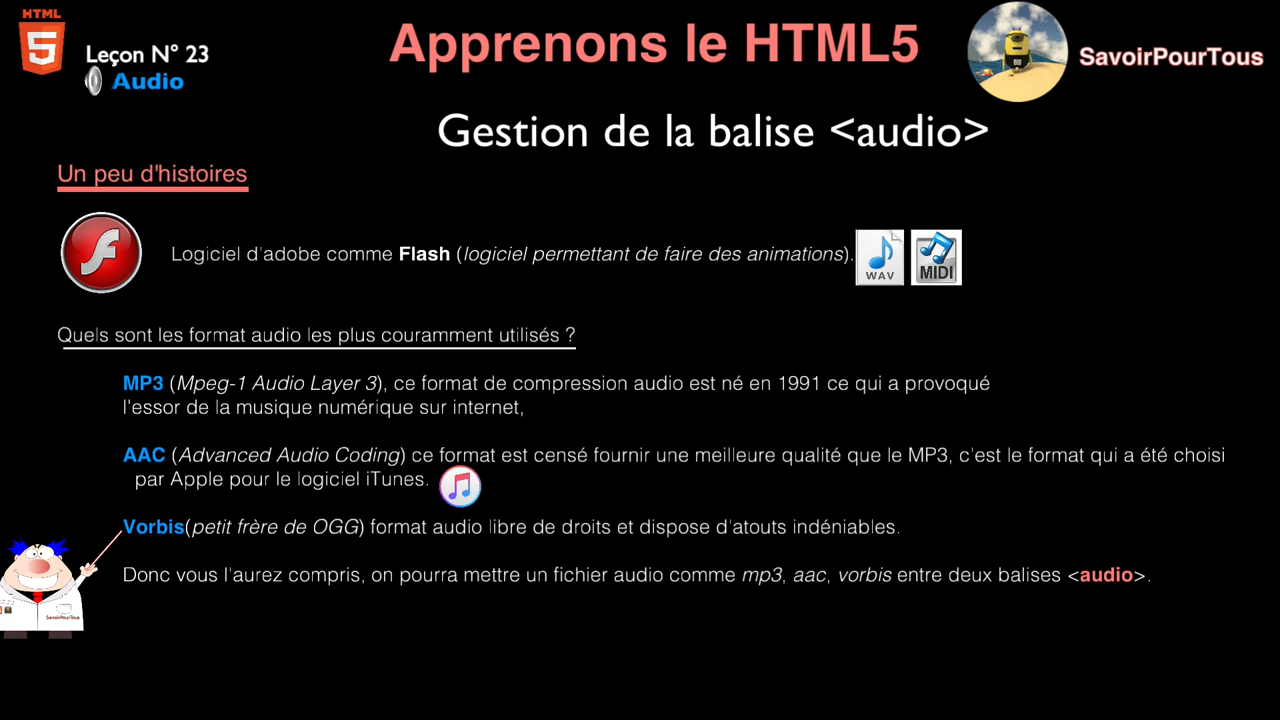 HTML
5
Leçon N° 23
Audio
Apprenons le HTML5
SavoirPourTous
Gestion de la balise <audio>
Un peu d'histoires
Logiciel d'adobe comme Flash (logiciel permettant de faire des animations).
WAV
MIDI
Quels sont les format audio les plus couramment utilisés ?
MP3 (Mpeg-1 Audio Layer 3), ce format de compression audio est né en 1991 ce qui a provoqué
l'essor de la musique numérique sur internet,
AAC (Advanced Audio Coding) ce format est censé fournir une meilleure qualité que le MP3, c'est le format qui a été choisi
par Apple pour le logiciel iTunes.
Vorbis(petit frère de OGG) format audio libre de droits et dispose d'atouts indéniables.
Donc vous l'aurez compris, on pourra mettre un fichier audio comme mp3, aac, vorbis entre deux balises <audio>.
SavoirPourTous